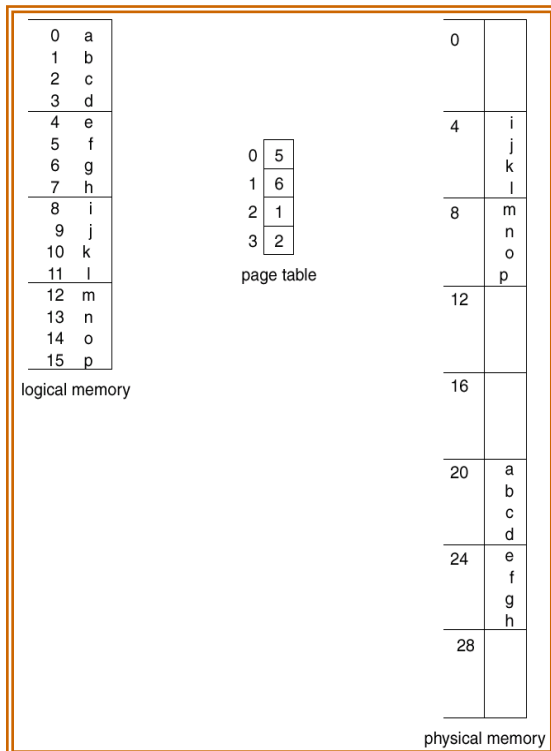 0 a
1 b
2 c
3 d
4 e
5 f
6 g
7 h
8 i
9 j
10 k
11 l
12 m
13 n
14 o
15 p
logical memory
0 5
1 6
2 1
3 2
page table
0
4 i
j
k
l
8 m
n
o
p
12
16
20 a
b
c
d
24 e
f
g
h
28
physical memory